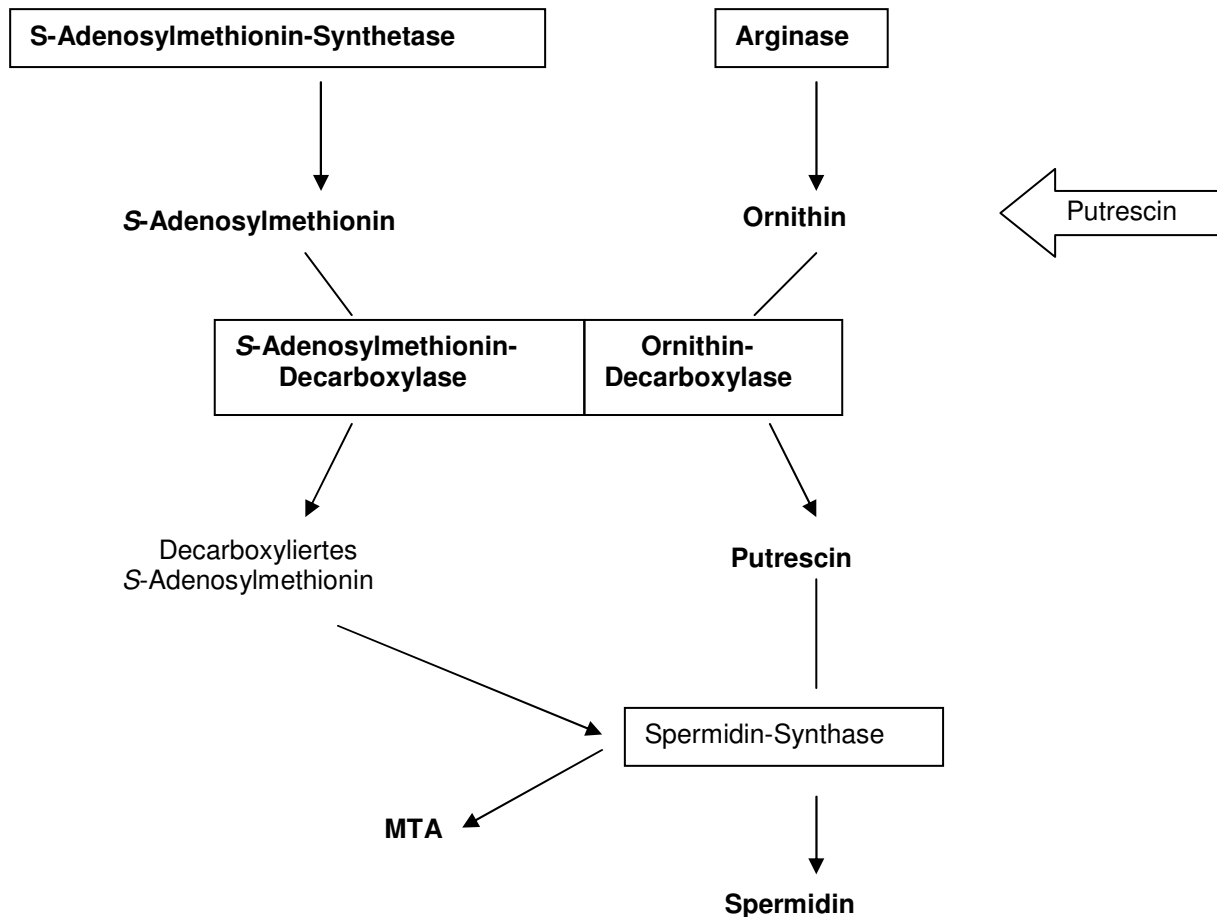 S-Adenosylmethionin-Synthetase
Arginase
S-Adenosylmethionin
Ornithin
Putrescin
S-Adenosylmethionin-
Decarboxylase
Ornithin-
Decarboxylase
Decarboxyliertes
S-Adenosylmethionin
Putrescin
Spermidin-Synthase
MTA
Spermidin